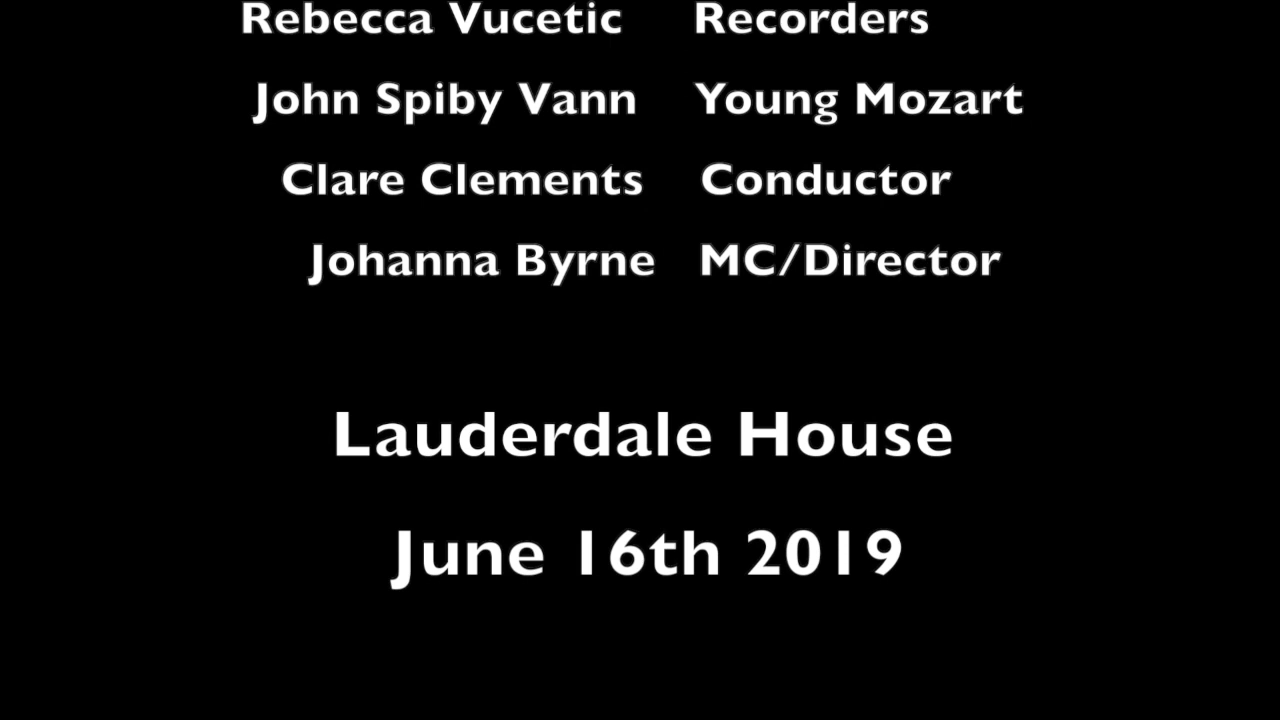 Rebecca Vucetic Recorders
John Spiby Vann Young Mozart
Clare Clements Conductor
Johanna Byrne MC/Director
Lauderdale House
June 16th 2019